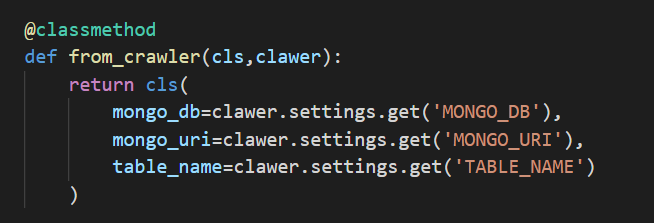 @classmethod
def from_crawler(cls,clawer):
    return cls(
        mongo_db=clawer.settings.get('MONGO_DB'),
        mongo_uri=clawer.settings.get('MONGO_URI'),
        table_name=clawer.settings.get('TABLE_NAME')
    )